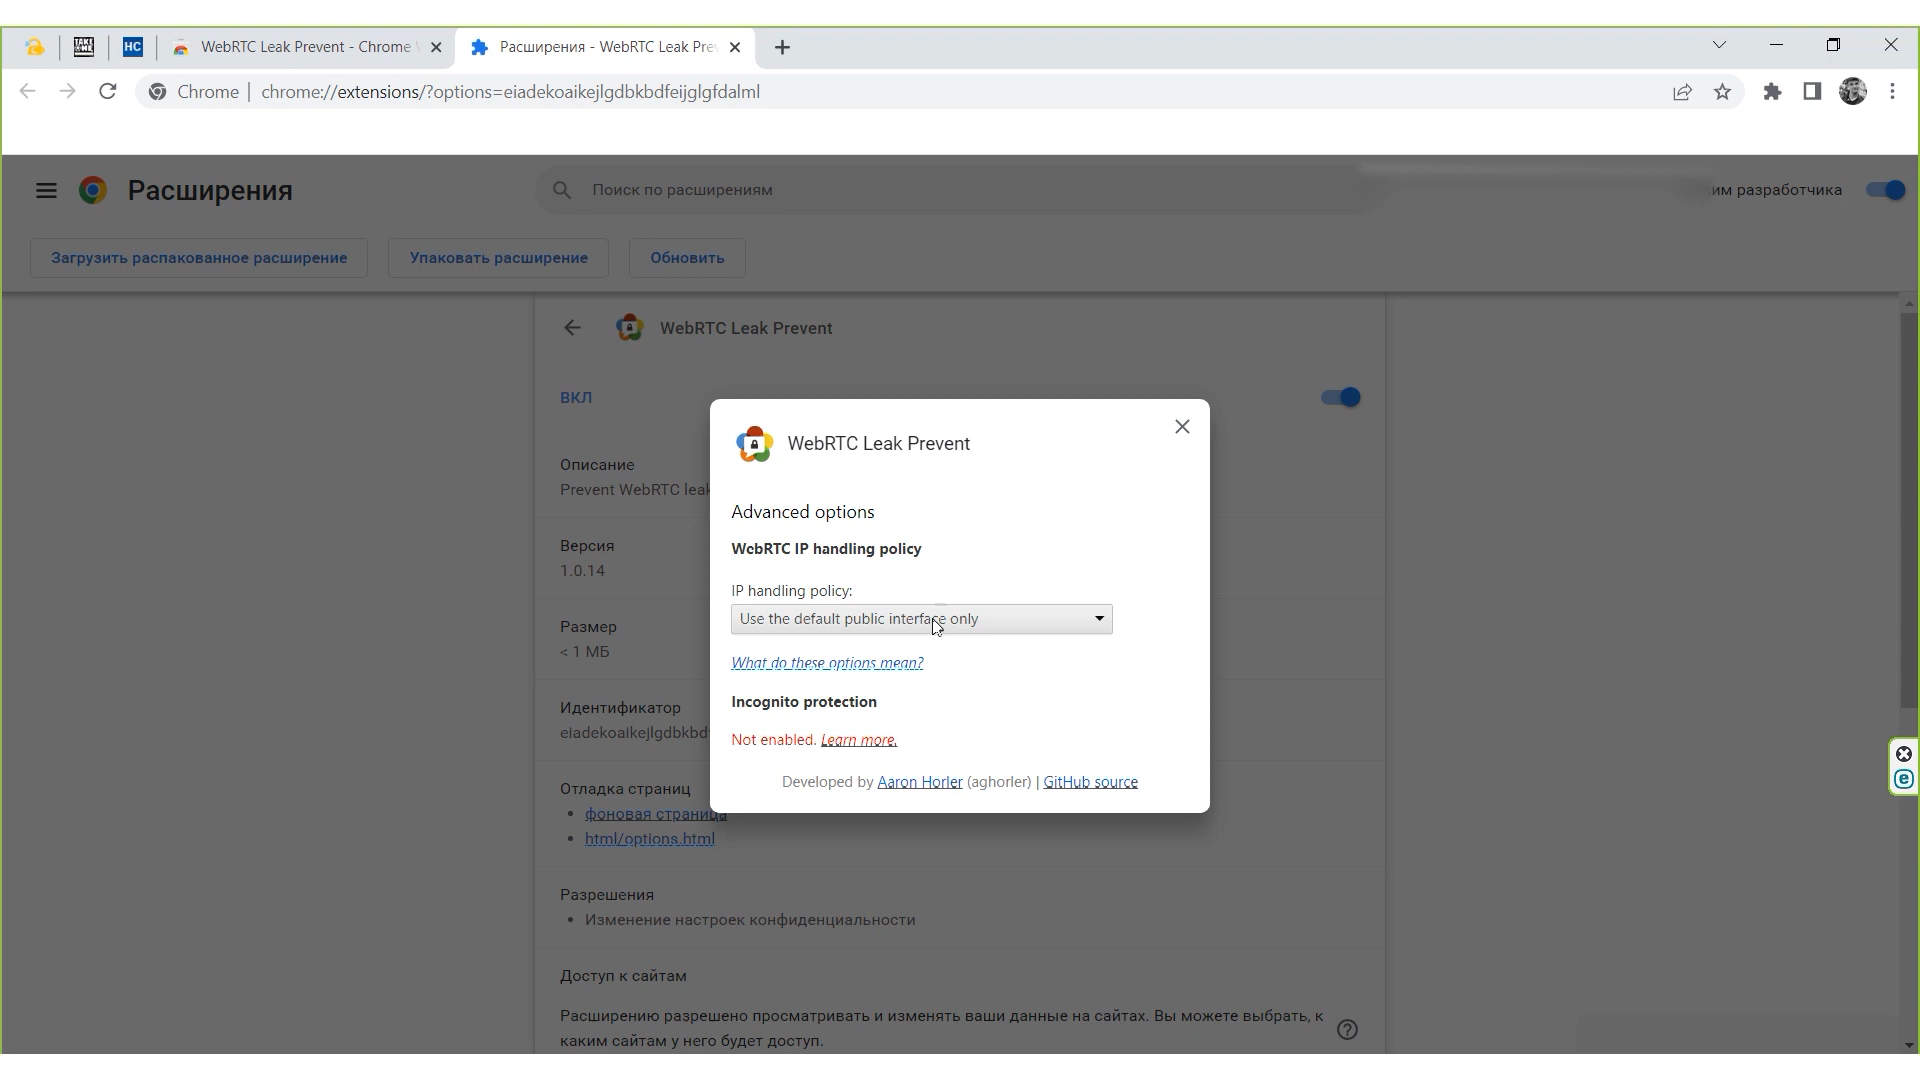 HC
WebRTC Leak Prevent - Chrome
Расширения - WebRTC Leak Prev
Chrome | chrome://extensions/?options=eiadekoaikejlgdbkbdfeijglgfdalml
Расширения
Поиск по расширениям
им разработчика
Загрузить распакованное расширение
Упаковать расширение
Обновить
WebRTC Leak Prevent
ВКЛ
Описание
Prevent WebRTC leak
Версия
1.0.14
Размер
< 1 МБ
Идентификатор
eiadekoaikejlgdbkbd
Отладка страниц
фоновая страница
html/options.html
Разрешения
Изменение настроек конфиденциальности
Доступ к сайтам
Расширению разрешено просматривать и изменять ваши данные на сайтах. Вы можете выбрать, к
каким сайтам у него будет доступ.
WebRTC Leak Prevent
Advanced options
WebRTC IP handling policy
IP handling policy:
Use the default public interface only
What do these options mean?
Incognito protection
Not enabled. Learn more.
Developed by Aaron Horler (aghorler) | GitHub source